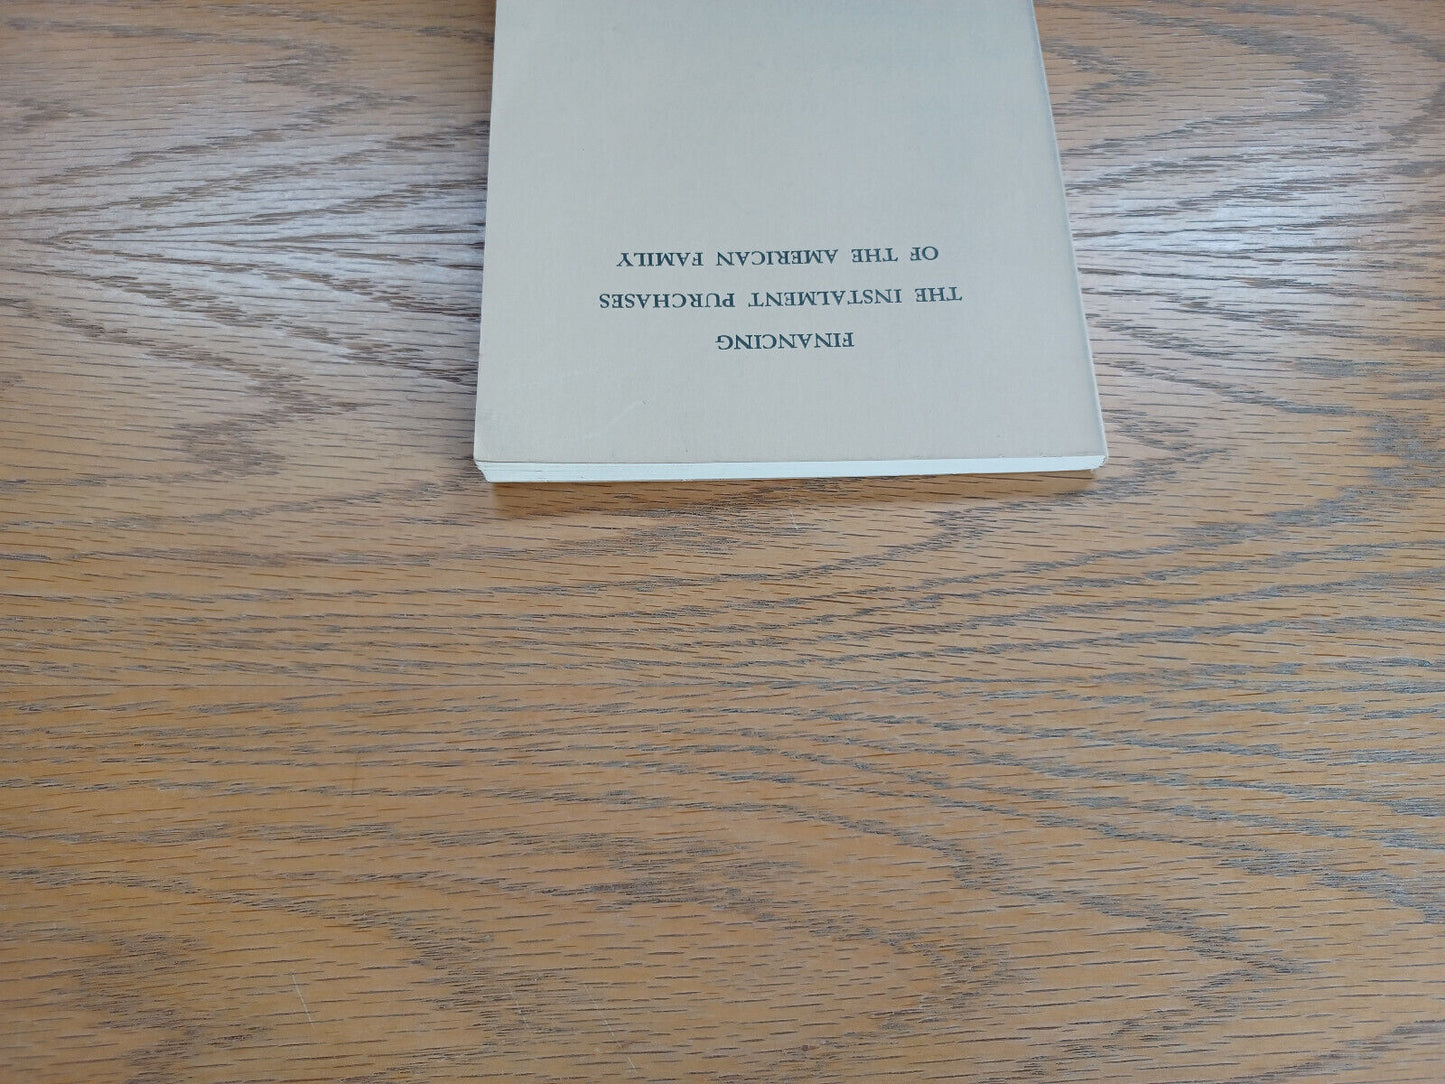 FINANCING
THE INSTALMENT PURCHASES
OF THE AMERICAN FAMILY